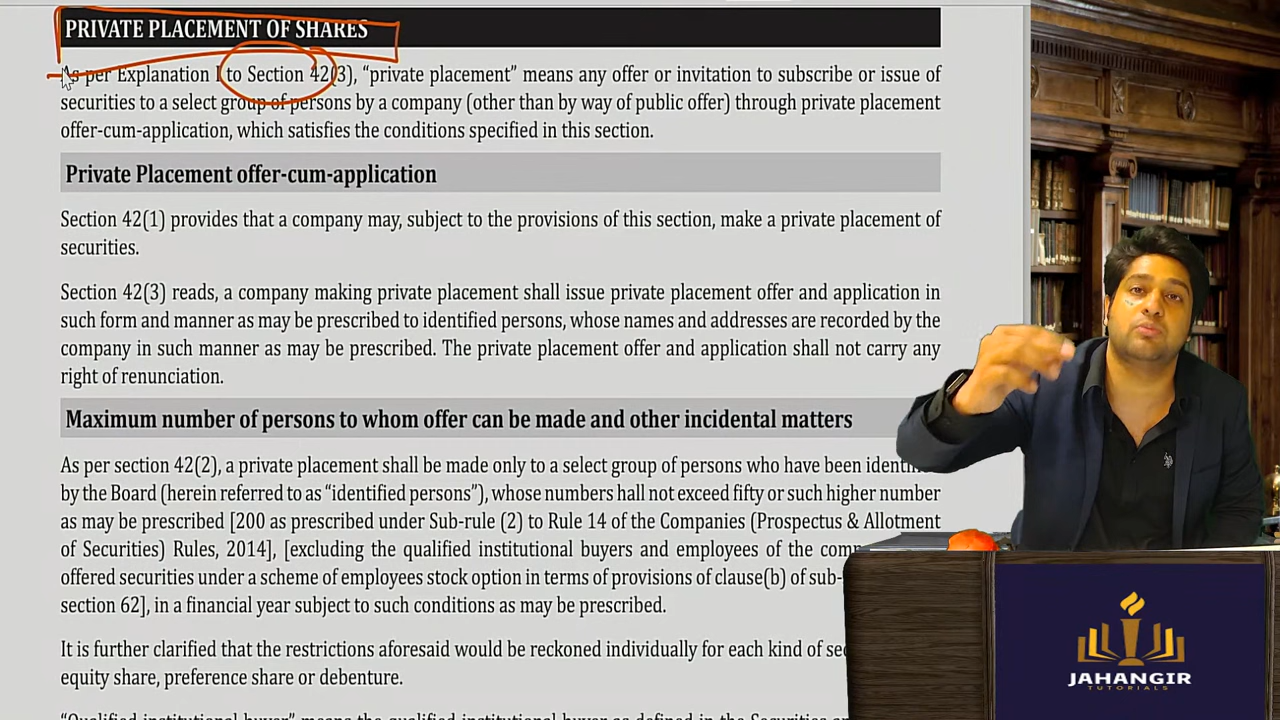 PRIVATE PLACEMENT OF SHARES
As per Explanation I to Section 42(3), “private placement” means any offer or invitation to subscribe or issue of
securities to a select group of persons by a company (other than by way of public offer) through private placement
offer-cum-application, which satisfies the conditions specified in this section.
Private Placement offer-cum-application
Section 42(1) provides that a company may, subject to the provisions of this section, make a private placement of
securities.
Section 42(3) reads, a company making private placement shall issue private placement offer and application in
such form and manner as may be prescribed to identified persons, whose names and addresses are recorded by the
company in such manner as may be prescribed. The private placement offer and application shall not carry any
right of renunciation.
Maximum number of persons to whom offer can be made and other incidental matters
As per section 42(2), a private placement shall be made only to a select group of persons who have been
by the Board (herein referred to as “identified persons”), whose numbers hall not exceed fifty or such higher number
as may be prescribed [200 as prescribed under Sub-rule (2) to Rule 14 of the Companies (Prospectus & Allotment
of Securities) Rules, 2014], [excluding the qualified institutional buyers and employees of the
offered securities under a scheme of employees stock option in terms of provisions of clause(b) of sub-
section 62], in a financial year subject to such conditions as may be prescribed.
It is further clarified that the restrictions aforesaid would be reckoned individually for each kind of
equity share, preference share or debenture.
“Qualified institutional buyer” means the qualified institutional buyer as defined in the Securities
JAHANGIR
TUTORIALS